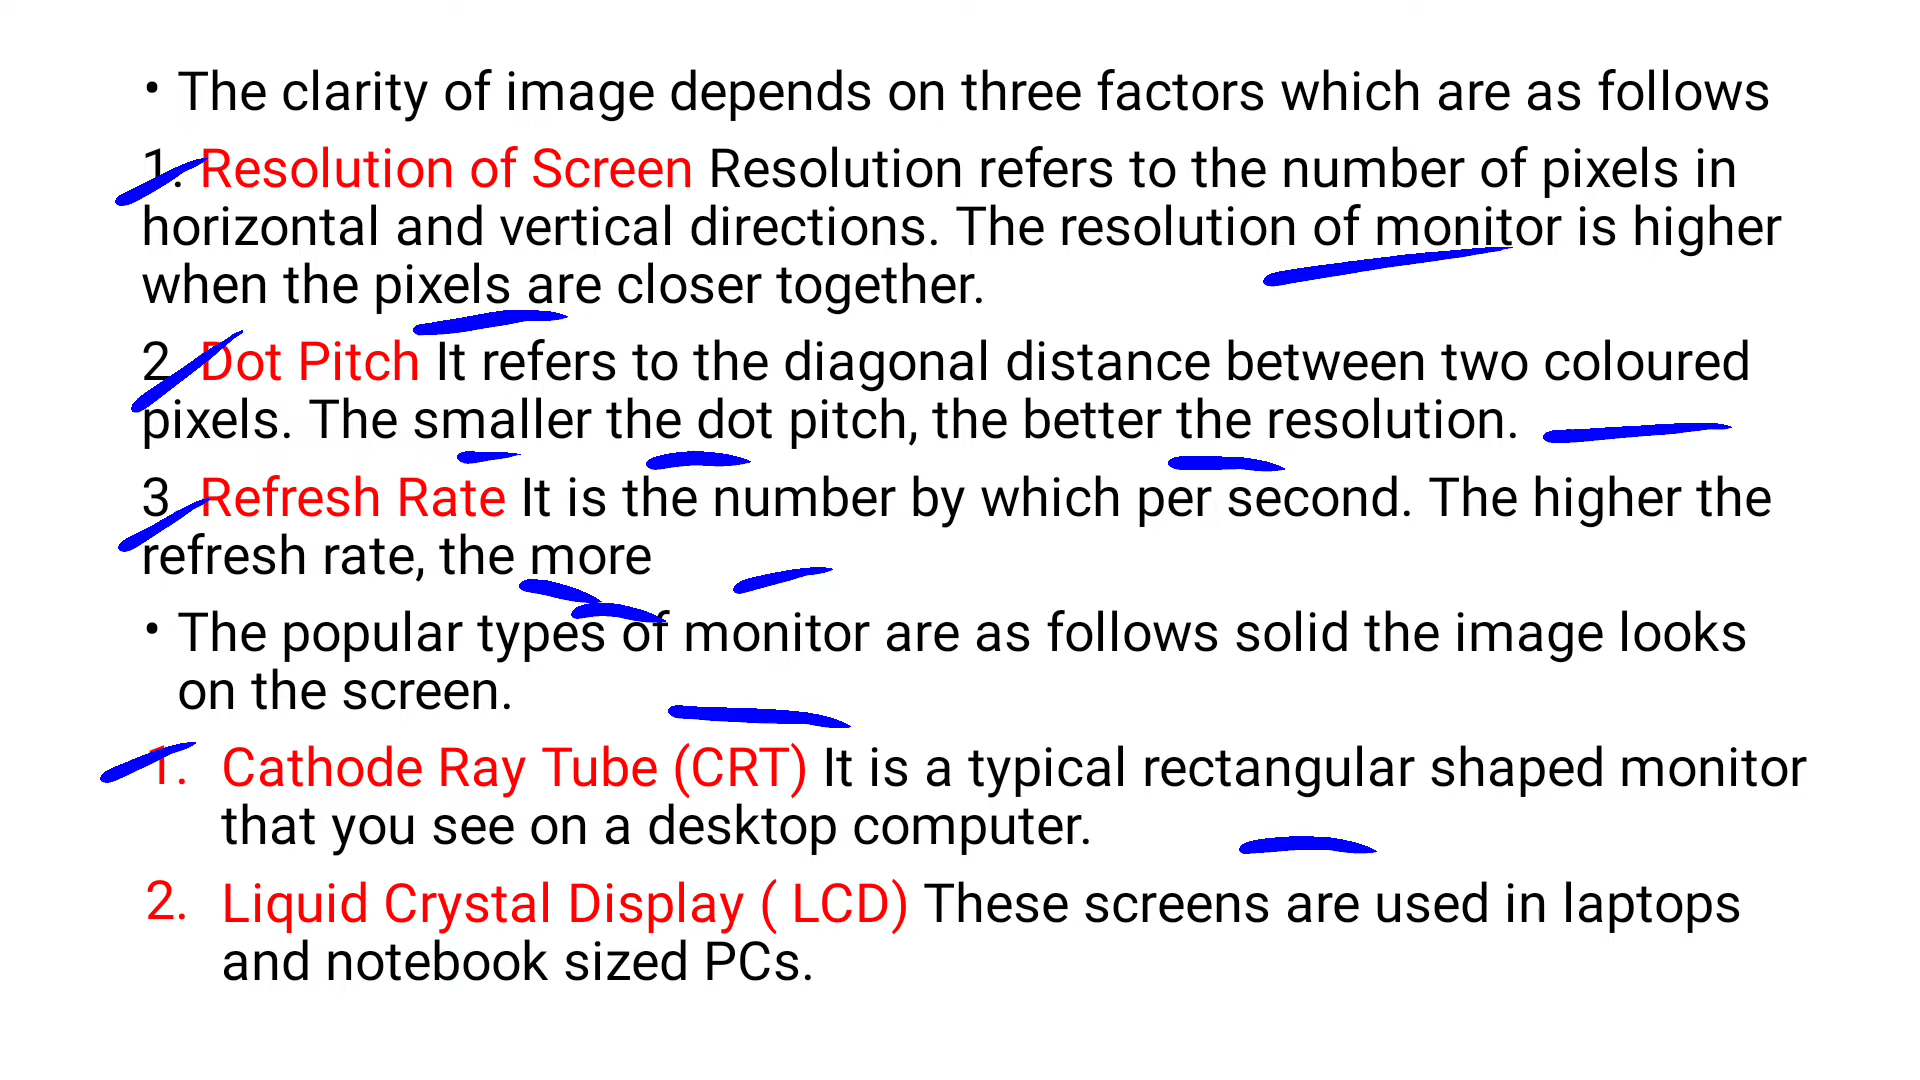 • The clarity of image depends on three factors which are as follows
1. Resolution of Screen Resolution refers to the number of pixels in
horizontal and vertical directions. The resolution of monitor is higher
when the pixels are closer together.
2. Dot Pitch It refers to the diagonal distance between two coloured
pixels. The smaller the dot pitch, the better the resolution.
3. Refresh Rate It is the number by which per second. The higher the
refresh rate, the more
• The popular types of monitor are as follows solid the image looks
on the screen.
1. Cathode Ray Tube (CRT) It is a typical rectangular shaped monitor
that you see on a desktop computer.
2. Liquid Crystal Display ( LCD) These screens are used in laptops
and notebook sized PCs.